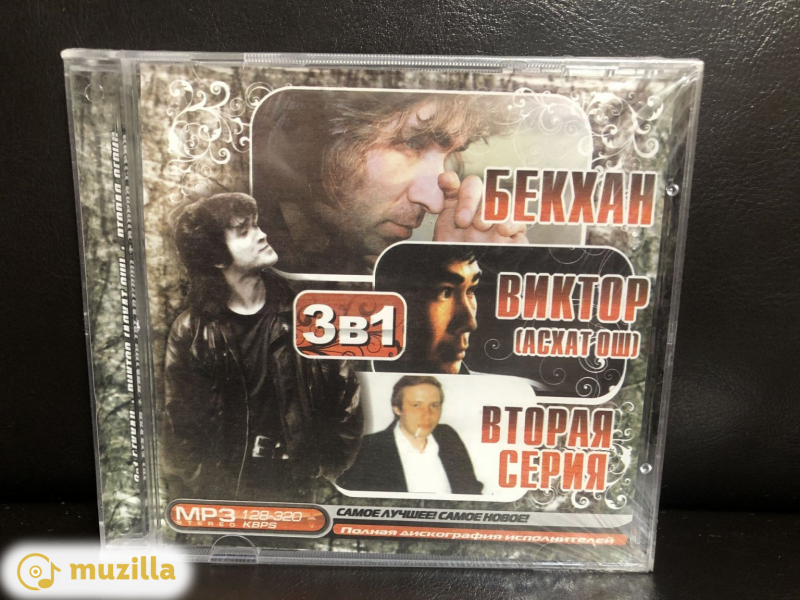 БЕКХАН
ВИКТОР
(АСХАТ ОШ)
3в1
ВТОРАЯ
СЕРИЯ
MP3 128-320
STEREO KBPS
САМОЕ ЛУЧШЕЕ! САМОЕ НОВОЕ!
Полная дискография исполнителей
muzilla